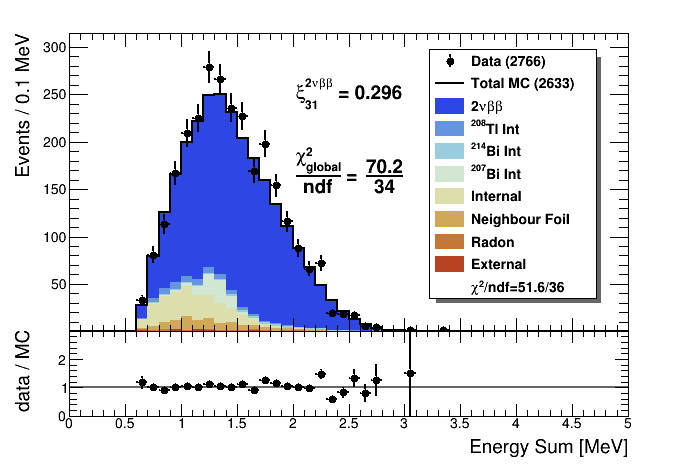 Events / 0.1 MeV
300
250
200
150
100
50
ξ₃₁^2νββ = 0.296
χ²global / ndf = 70.2 / 34
Data (2766)
Total MC (2633)
2νββ
²⁰⁸Tl Int
²¹⁴Bi Int
²⁰⁷Bi Int
Internal
Neighbour Foil
Radon
External
χ²/ndf=51.6/36
data / MC
2
1
0
0 0.5 1 1.5 2 2.5 3 3.5 4 4.5 5
Energy Sum [MeV]